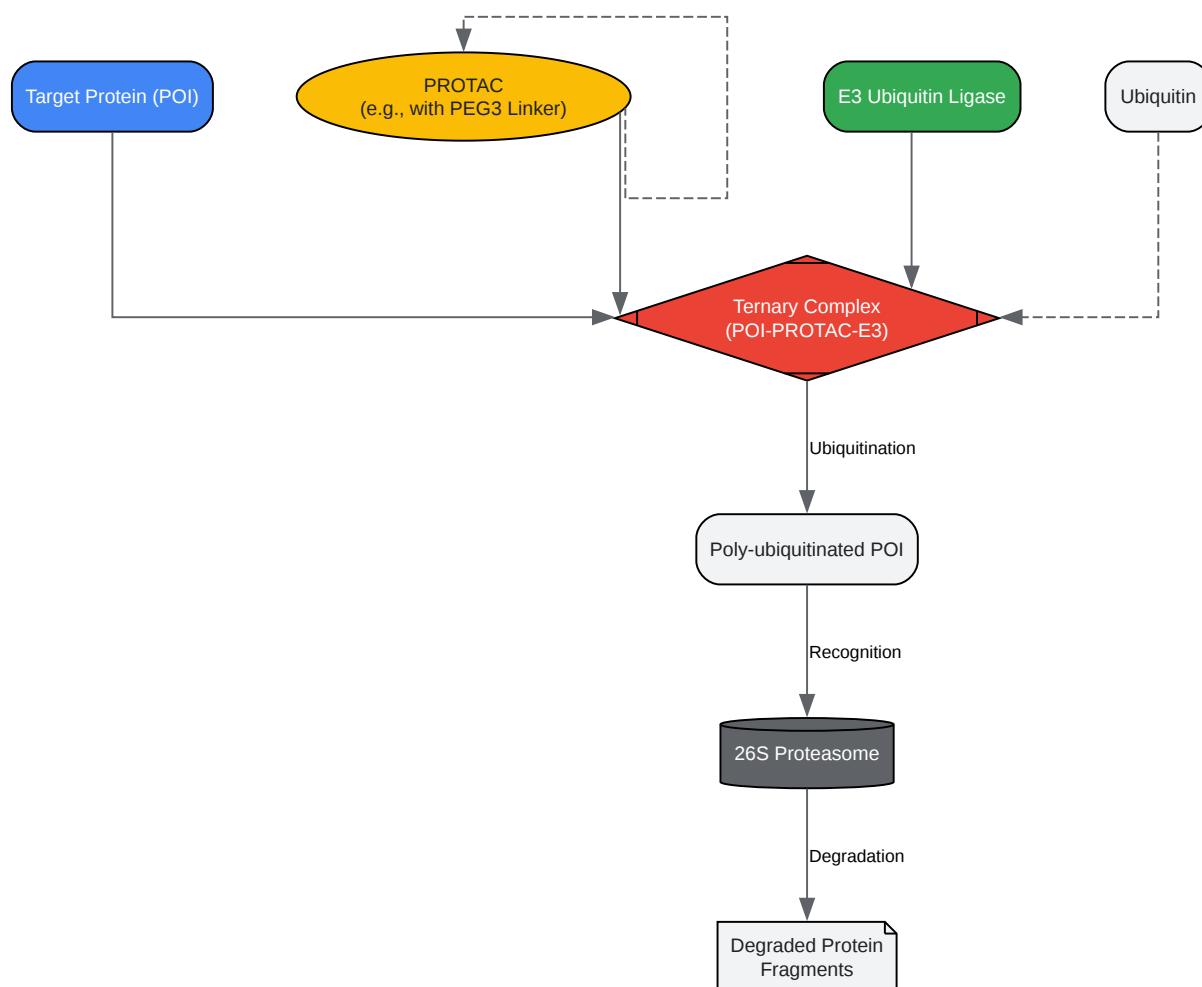 Target Protein (POI)
PROTAC
(e.g., with PEG3 Linker)
E3 Ubiquitin Ligase
Ubiquitin
Ternary Complex
(POI-PROTAC-E3)
Ubiquitination
Poly-ubiquitinated POI
Recognition
26S Proteasome
Degradation
Degraded Protein
Fragments